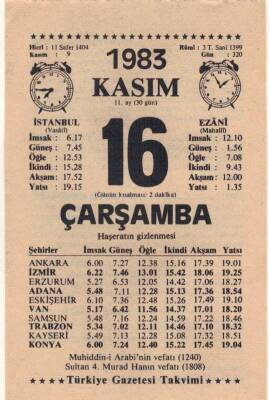 Hicri : 11 Safer 1404
Kasım : 9
1983
Rûmî : 3 T. Sani 1399
Gün : 320
KASIM
11. ay (30 gün)
İSTANBUL
(Vasâtî)
İmsak : 6.17
Güneş : 7.45
Öğle : 12.53
İkindi : 15.28
Akşam : 17.52
Yatsı : 19.15
16
EZÂNİ
(Mahallî)
İmsak : 12.10
Güneş : 1.56
Öğle : 7.08
İkindi : 9.43
Akşam : 12.00
Yatsı : 1.35
(Günün kısalması: 2 dakika)
ÇARŞAMBA
Haşeratın gizlenmesi
Şehirler İmsak Güneş Öğle İkindi Akşam Yatsı
ANKARA 6.00 7.27 12.38 15.16 17.39 19.01
İZMİR 6.22 7.46 13.01 15.42 18.06 19.25
ERZURUM 5.27 6.53 12.05 14.42 17.06 18.27
ADANA 5.48 7.11 12.28 15.13 17.36 18.54
ESKİŞEHİR 6.10 7.36 12.48 15.26 17.49 19.10
VAN 5.17 6.42 11.56 14.37 17.01 18.20
SAMSUN 5.48 7.16 12.24 14.59 17.22 18.46
TRABZON 5.34 7.02 12.11 14.46 17.10 18.32
KAYSERİ 5.49 7.13 12.28 15.08 17.32 18.51
KONYA 6.00 7.24 12.40 15.22 17.45 19.04
Muhiddin-i Arabi'nin vefatı (1240)
Sultan 4. Murad Hanın vefatı (1808)
Türkiye Gazetesi Takvimi